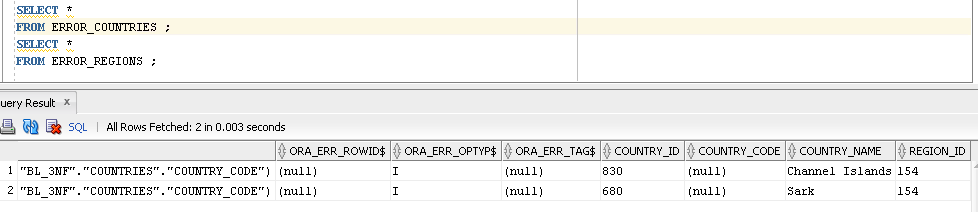 SELECT *
FROM ERROR_COUNTRIES ;
SELECT *
FROM ERROR_REGIONS ;
uery Result x
SQL | All Rows Fetched: 2 in 0.003 seconds
ORA_ERR_ROWID$ ORA_ERR_OPTYP$ ORA_ERR_TAG$ COUNTRY_ID COUNTRY_CODE COUNTRY_NAME REGION_ID
1 "BL_3NF"."COUNTRIES"."COUNTRY_CODE") (null) I (null) 830 (null) Channel Islands 154
2 "BL_3NF"."COUNTRIES"."COUNTRY_CODE") (null) I (null) 680 (null) Sark 154